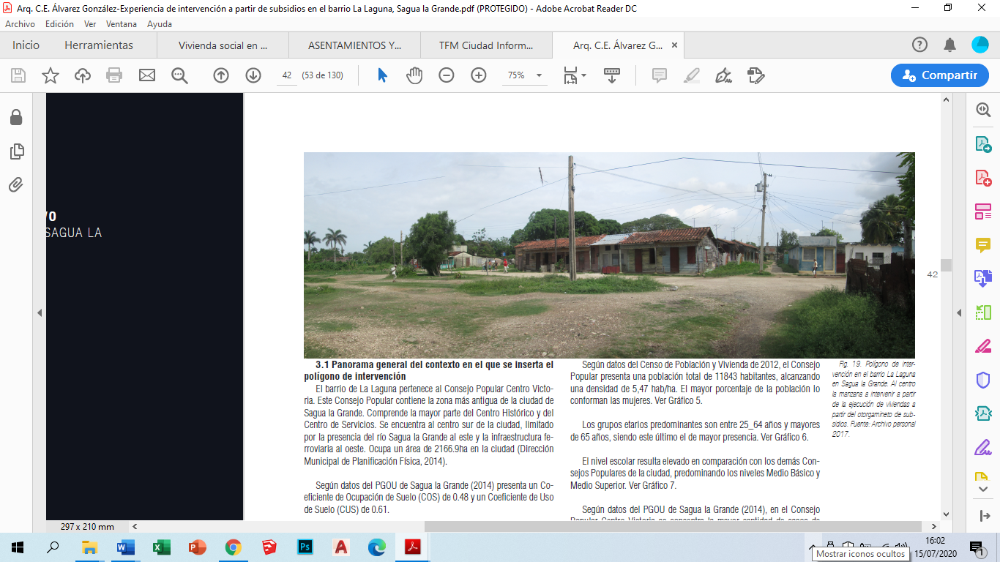 Arq. C.E. Álvarez González-Experiencia de intervención a partir de subsidios en el barrio La Laguna, Sagua la Grande.pdf (PROTEGIDO) - Adobe Acrobat Reader DC
Archivo Edición Ver Ventana Ayuda
Inicio Herramientas Vivienda social en ... ASENTAMIENTOS Y... TFM Ciudad Inform... Arq. C.E. Álvarez G... ×
42 (53 de 130) 75% Compartir
SAGUA LA
42
3.1 Panorama general del contexto en el que se inserta el
polígono de intervención
El barrio de La Laguna pertenece al Consejo Popular Centro Victo-
ria. Este Consejo Popular contiene la zona más antigua de la ciudad de
Sagua la Grande. Comprende la mayor parte del Centro Histórico y del
Centro de Servicios. Se encuentra al centro sur de la ciudad, limitado
por la presencia del río Sagua la Grande al este y la infraestructura fe-
rroviaria al oeste. Ocupa un área de 2166.9ha en la ciudad (Dirección
Municipal de Planificación Física, 2014).
Según datos del PGOU de Sagua la Grande (2014) presenta un Co-
eficiente de Ocupación de Suelo (COS) de 0.48 y un Coeficiente de Uso
de Suelo (CUS) de 0.61.
Según datos del Censo de Población y Vivienda de 2012, el Consejo
Popular presenta una población total de 11843 habitantes, alcanzando
una densidad de 5,47 hab/ha. El mayor porcentaje de la población lo
conforman las mujeres. Ver Gráfico 5.
Los grupos etarios predominantes son entre 25_64 años y mayores
de 65 años, siendo este último el de mayor presencia. Ver Gráfico 6.
El nivel escolar resulta elevado en comparación con los demás Con-
sejos Populares de la ciudad, predominando los niveles Medio Básico y
Medio Superior. Ver Gráfico 7.
Según datos del PGOU de Sagua la Grande (2014), en el Consejo
Popular Centro Victoria se concentra la mayor cantidad de casos de
Fig. 19. Polígono de inter-
vención en el barrio La Laguna
en Sagua la Grande. Al centro
la manzana a intervenir a partir
de la ejecución de viviendas a
partir del otorgamineto de sub-
sidios. Fuente: Archivo personal
2017.
297 x 210 mm
16:02
15/07/2020
Mostrar iconos ocultos
1